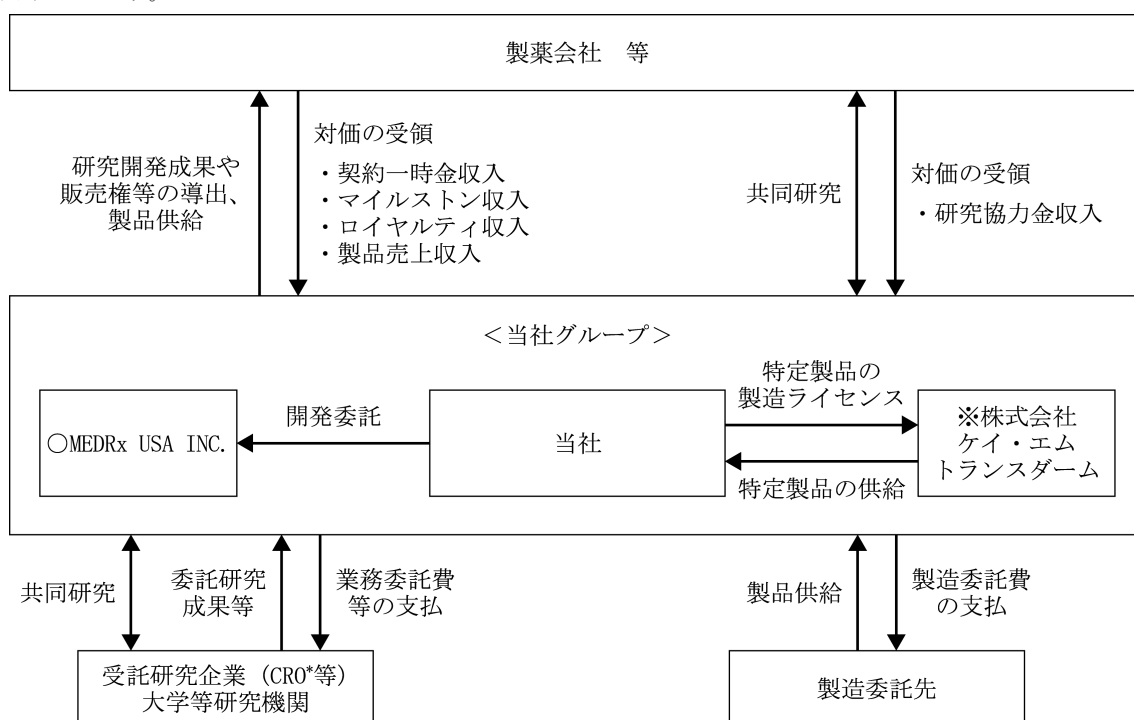 製薬会社　等
研究開発成果や
販売権等の導出、
製品供給
対価の受領
・契約一時金収入
・マイルストン収入
・ロイヤルティ収入
・製品売上収入
共同研究
対価の受領
・研究協力金収入
＜当社グループ＞
○MEDRx USA INC.
開発委託
当社
特定製品の
製造ライセンス
特定製品の供給
※株式会社
ケイ・エム
トランスダーム
共同研究
委託研究
成果等
業務委託費
等の支払
製品供給
製造委託費
の支払
受託研究企業（CRO*等）
大学等研究機関
製造委託先